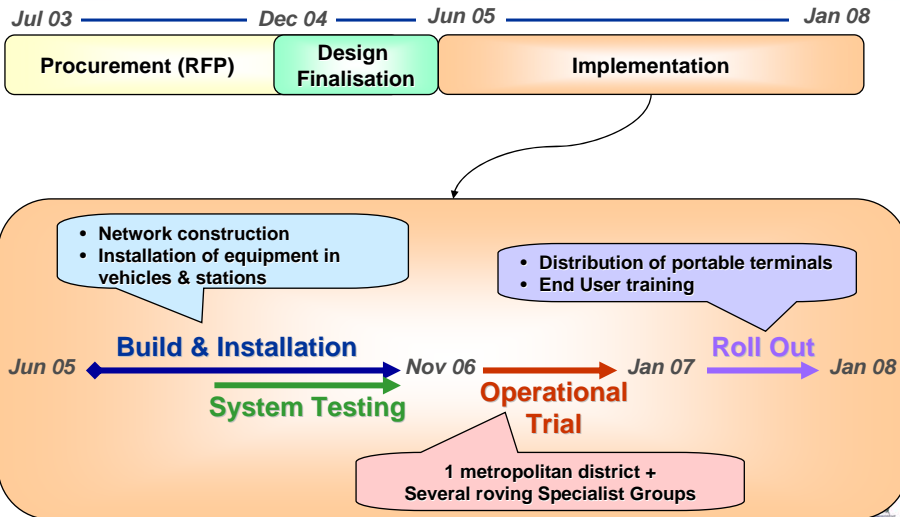 Jul 03
Dec 04
Jun 05
Jan 08
Procurement (RFP)
Design
Finalisation
Implementation
• Network construction
• Installation of equipment in
vehicles & stations
• Distribution of portable terminals
• End User training
Build & Installation
Roll Out
Jun 05
Nov 06
Jan 07
Jan 08
System Testing
Operational
Trial
1 metropolitan district +
Several roving Specialist Groups